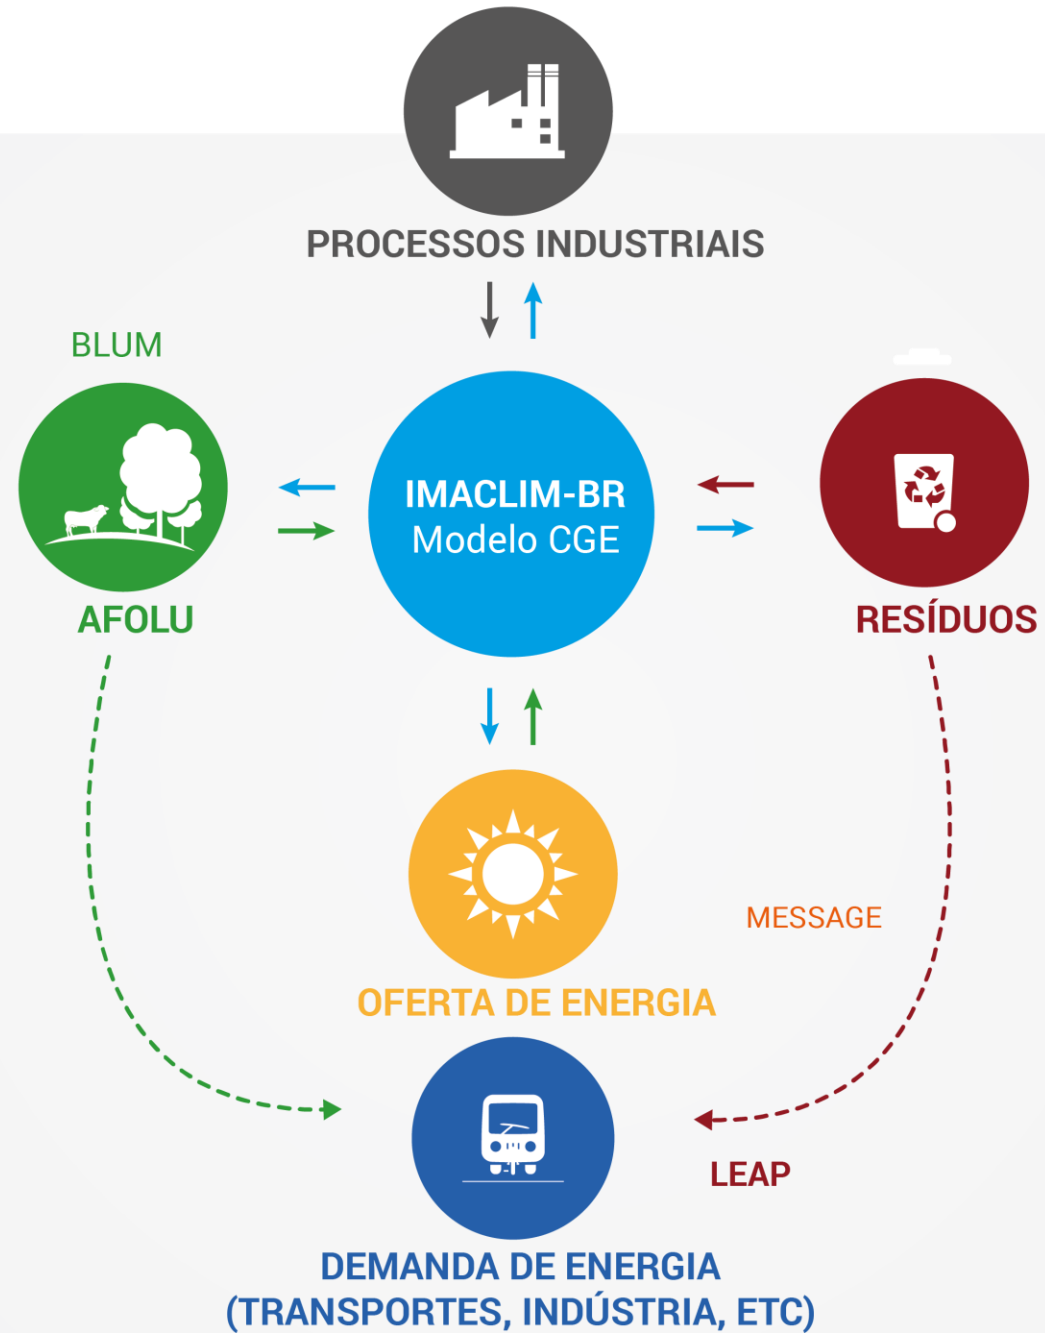 PROCESSOS INDUSTRIAIS
BLUM
IMACLIM-BR
Modelo CGE
AFOLU
RESÍDUOS
MESSAGE
OFERTA DE ENERGIA
LEAP
DEMANDA DE ENERGIA
(TRANSPORTES, INDÚSTRIA, ETC)